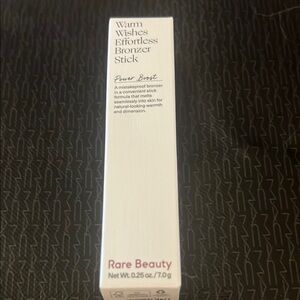 Warm
Wishes
Effortless
Bronzer
Stick
Power Boost
A mistakeproof bronzer
in a convenient stick
formula that melts
seamlessly into skin for
natural-looking warmth
and dimension.
Rare Beauty
Net Wt. 0.25 oz. / 7.0 g